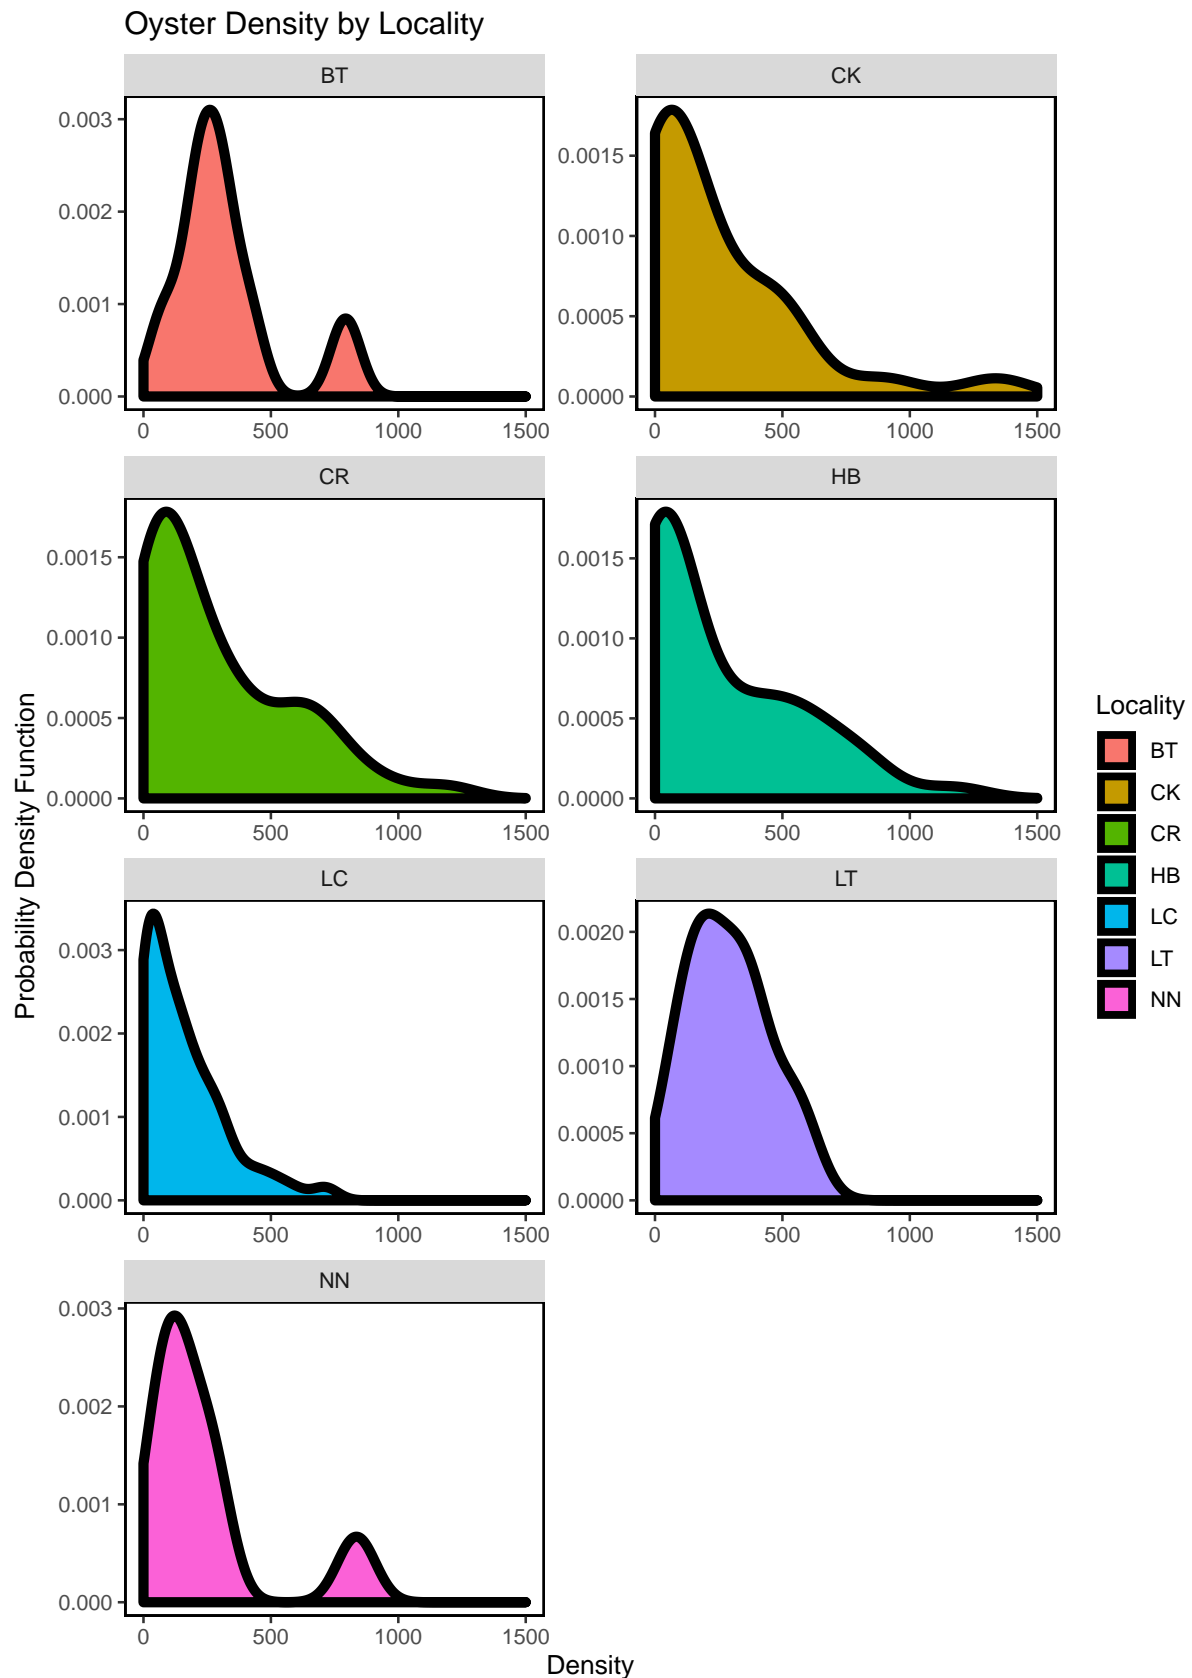 Oyster Density by Locality
BT
CK
0.003
0.002
0.001
0.000
0.0015
0.0010
0.0005
0.0000
0 500 1000 1500
0 500 1000 1500
CR
HB
0.0015
0.0010
0.0005
0.0000
0.0015
0.0010
0.0005
0.0000
0 500 1000 1500
0 500 1000 1500
LC
LT
0.003
0.002
0.001
0.000
0.0020
0.0015
0.0010
0.0005
0.0000
0 500 1000 1500
0 500 1000 1500
NN
0.003
0.002
0.001
0.000
0 500 1000 1500
Density
Probability Density Function
Locality
BT
CK
CR
HB
LC
LT
NN